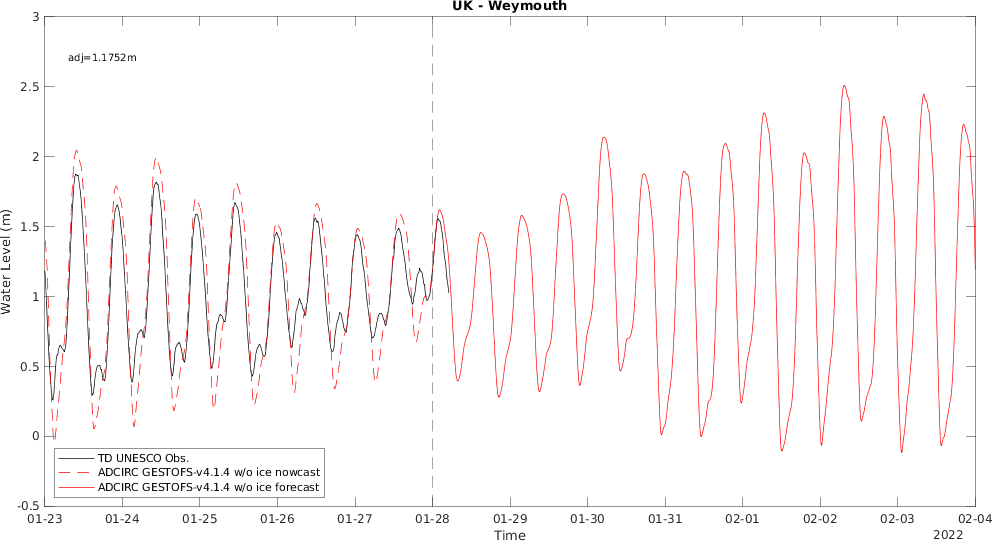 UK - Weymouth
adj=1.1752m
Water Level (m)
3
2.5
2
1.5
1
0.5
0
-0.5
TD UNESCO Obs.
ADCIRC GESTOFS-v4.1.4 w/o ice nowcast
ADCIRC GESTOFS-v4.1.4 w/o ice forecast
01-23 01-24 01-25 01-26 01-27 01-28 01-29 01-30 01-31 02-01 02-02 02-03 02-04
Time
2022